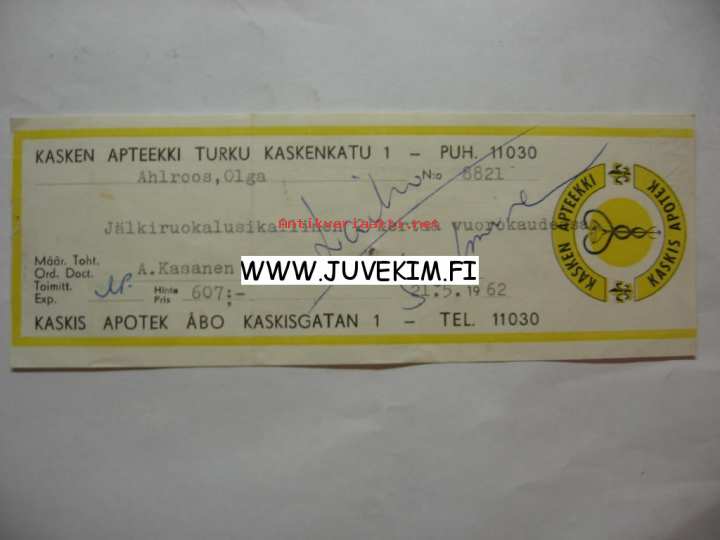 KASKEN APTEEKKI TURKU KASKENKATU 1 – PUH. 11030
Ahlroos, Olga N:o 6821
Jälkiruokalusikallinen vuorokaudessa
Antikvariaatti.net
Määr. Toht.
Ord. Doct. A.Kasanen
WWW.JUVEKIM.FI
Toimitt.
Exp.
Hinta
Pris 607:- 21.5.1962
KASKIS APOTEK ÅBO KASKISGATAN 1 – TEL. 11030
KASKEN APTEEKKI
KASKIS APOTEK